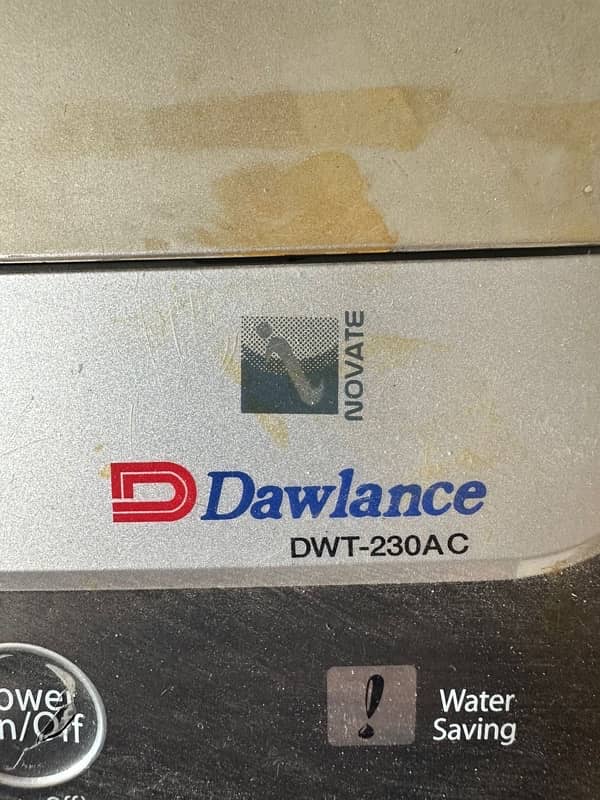 NOVATE
Dawlance
DWT-230AC
Water
Saving